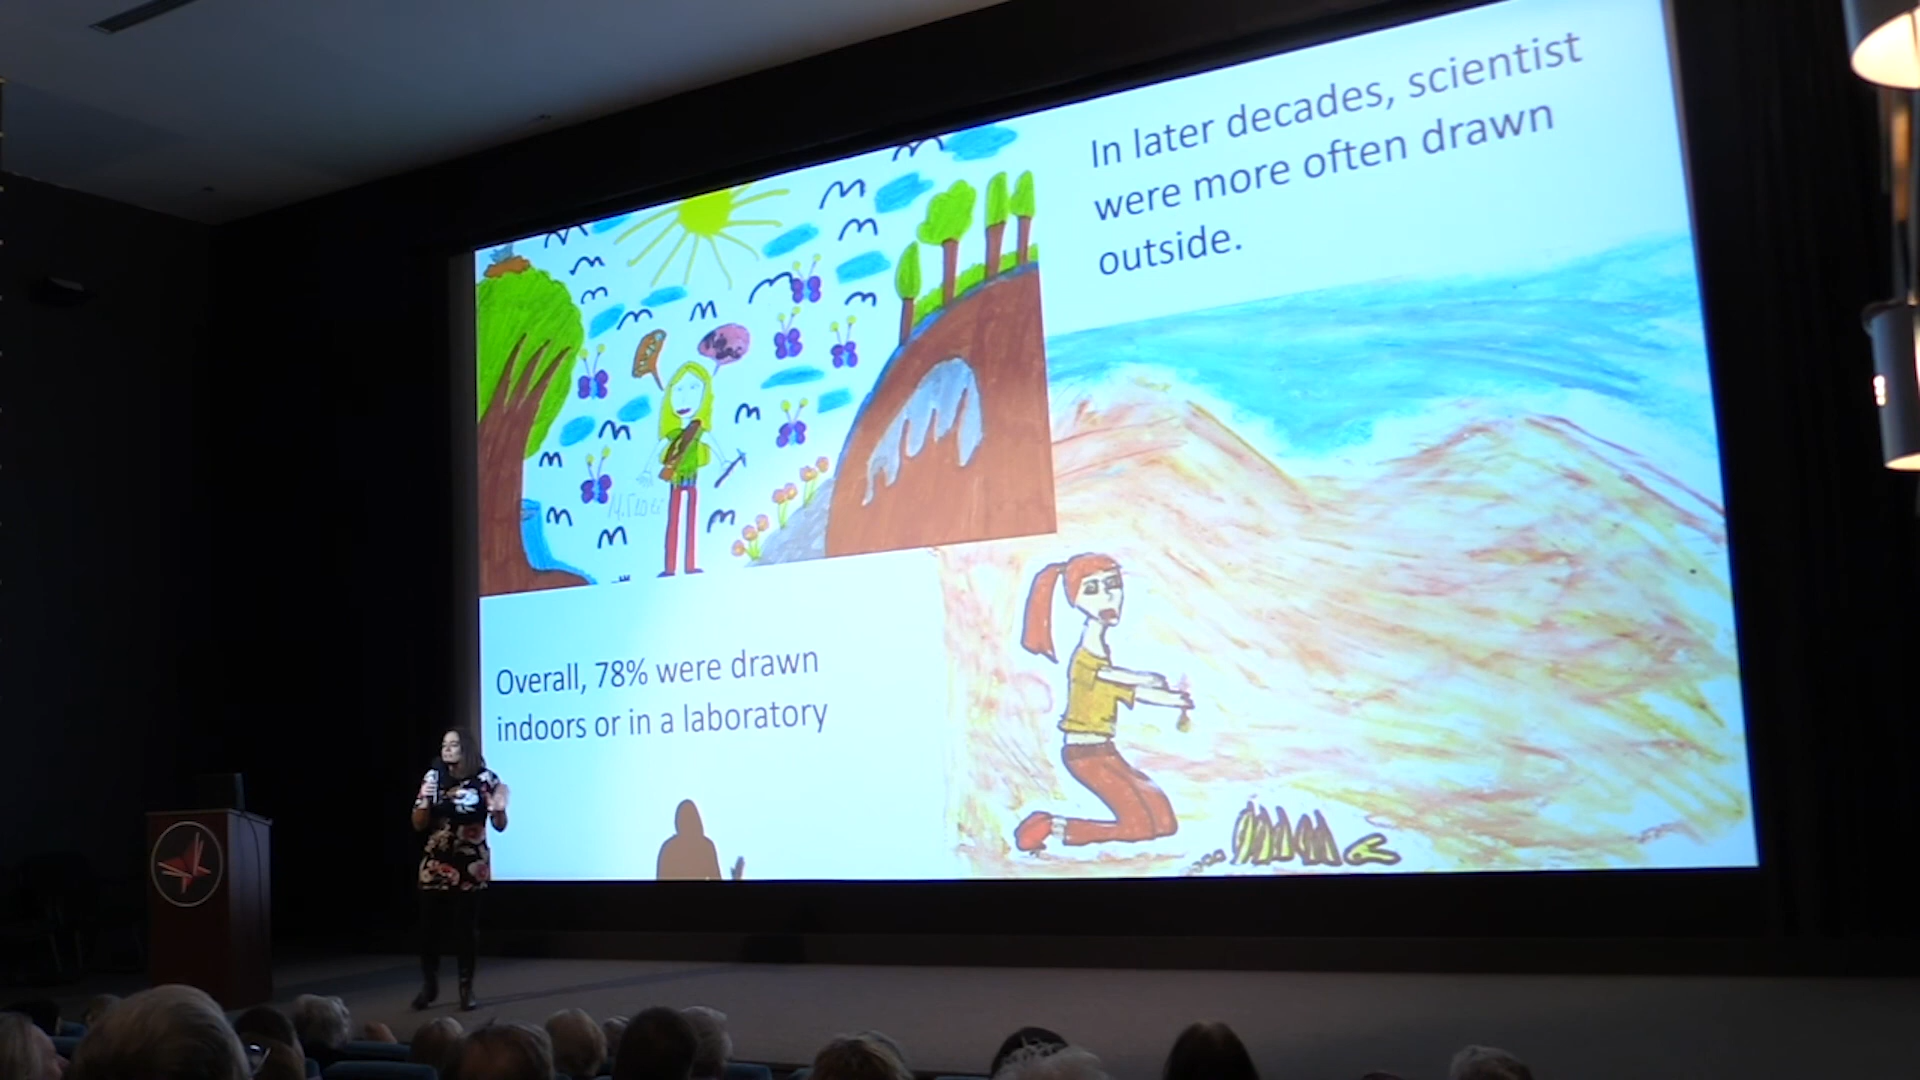 In later decades, scientist
were more often drawn
outside.
Overall, 78% were drawn
indoors or in a laboratory